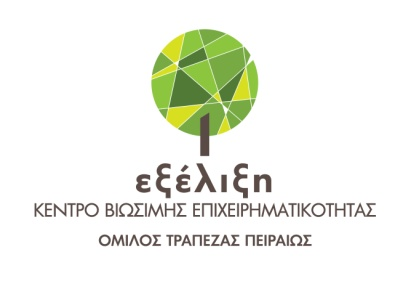 εξέλιξη
ΚΕΝΤΡΟ ΒΙΩΣΙΜΗΣ ΕΠΙΧΕΙΡΗΜΑΤΙΚΟΤΗΤΑΣ
ΟΜΙΛΟΣ ΤΡΑΠΕΖΑΣ ΠΕΙΡΑΙΩΣ